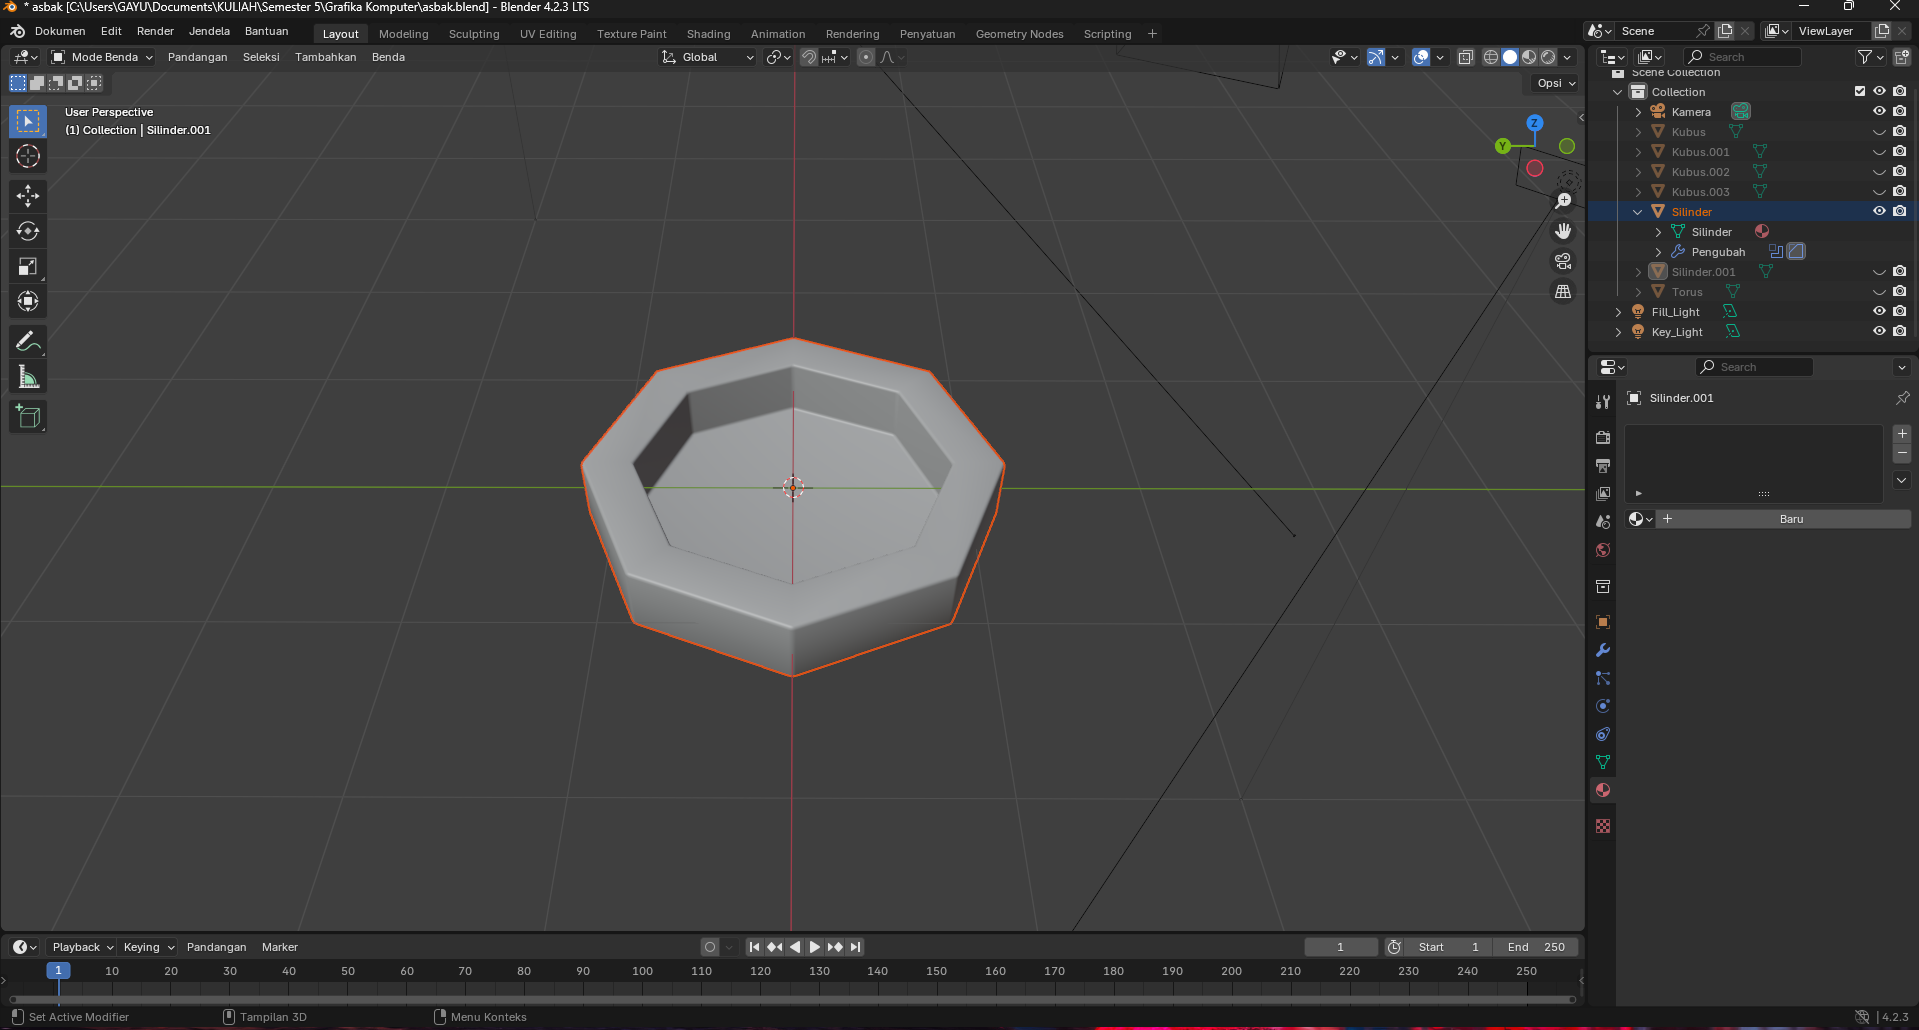 * asbak [C:\Users\GAYU\Documents\KULIAH\Semester 5\Grafika Komputer\asbak.blend] - Blender 4.2.3 LTS
Dokumen Edit Render Jendela Bantuan Layout Modeling Sculpting UV Editing Texture Paint Shading Animation Rendering Penyatuan Geometry Nodes Scripting + Scene ViewLayer
Mode Benda Pandangan Seleksi Tambahkan Benda Global Search
Opsi
User Perspective
(1) Collection | Silinder.001
Z
Y
Scene Collection
Collection
Kamera
Kubus
Kubus.001
Kubus.002
Kubus.003
Silinder
Silinder
Pengubah
Silinder.001
Torus
Fill_Light
Key_Light
Search
Silinder.001
Baru
Playback Keying Pandangan Marker 1 Start 1 End 250
1 10 20 30 40 50 60 70 80 90 100 110 120 130 140 150 160 170 180 190 200 210 220 230 240 250
Set Active Modifier Tampilan 3D Menu Konteks 4.2.3